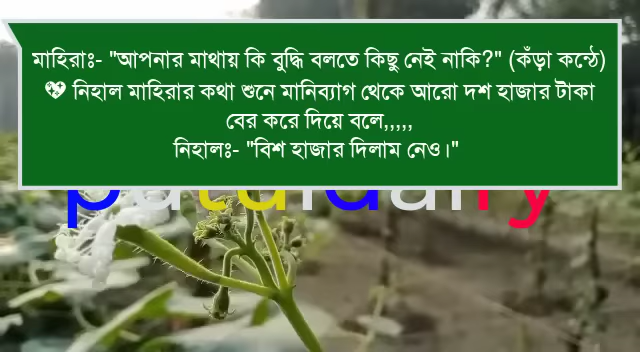 মাহিরাঃ- "আপনার মাথায় কি বুদ্ধি বলতে কিছু নেই নাকি?" (কঁড়া কন্ঠে)
💖 নিহাল মাহিরার কথা শুনে মানিব্যাগ থেকে আরো দশ হাজার টাকা
বের করে দিয়ে বলে,,,,,
নিহালঃ- "বিশ হাজার দিলাম নেও।"